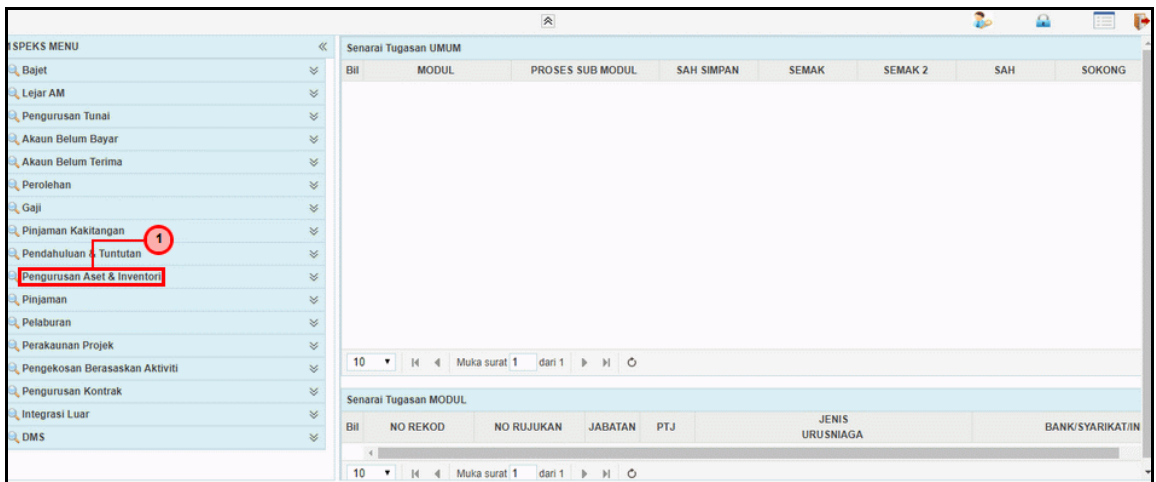 ISPEKS MENU
Bajet
Lejar AM
Pengurusan Tunai
Akaun Belum Bayar
Akaun Belum Terima
Perolehan
Gaji
Pinjaman Kakitangan
1
Pendahuluan & Tuntutan
Pengurusan Aset & Inventori
Pinjaman
Pelaburan
Perakaunan Projek
Pengekosan Berasaskan Aktiviti
Pengurusan Kontrak
Integrasi Luar
DMS
Senarai Tugasan UMUM
Bil MODUL PROSES SUB MODUL SAH SIMPAN SEMAK SEMAK 2 SAH SOKONG
10 Muka surat 1 dari 1
Senarai Tugasan MODUL
Bil NO REKOD NO RUJUKAN JABATAN PTJ JENIS URUSNIAGA BANK/SYARIKAT/IN
10 Muka surat 1 dari 1